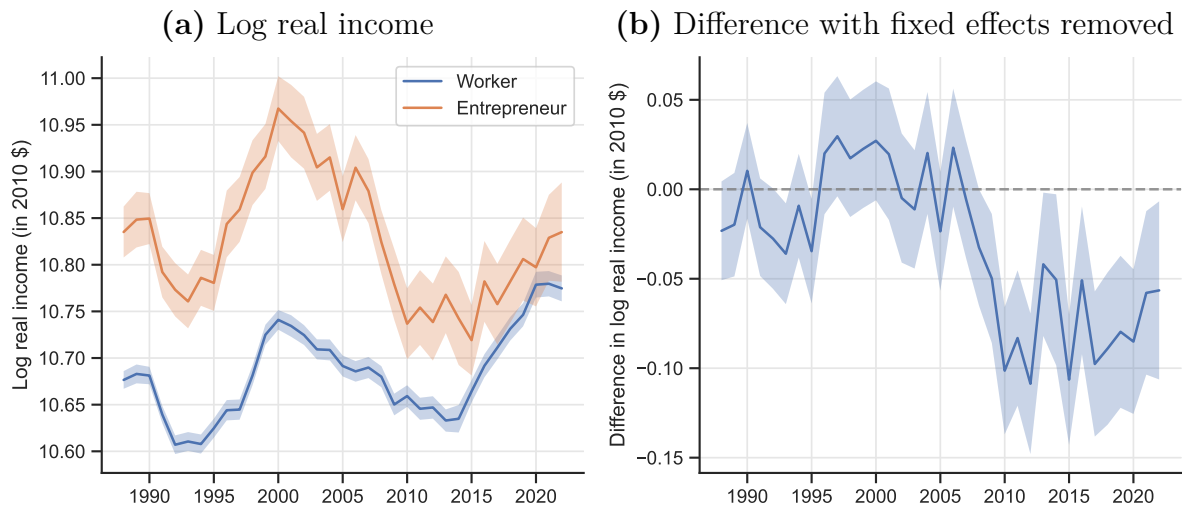 (a) Log real income
Log real income (in 2010 $)
11.00
10.95
10.90
10.85
10.80
10.75
10.70
10.65
10.60
Worker
Entrepreneur
1990 1995 2000 2005 2010 2015 2020
(b) Difference with fixed effects removed
Difference in log real income (in 2010 $)
0.05
0.00
−0.05
−0.10
−0.15
1990 1995 2000 2005 2010 2015 2020